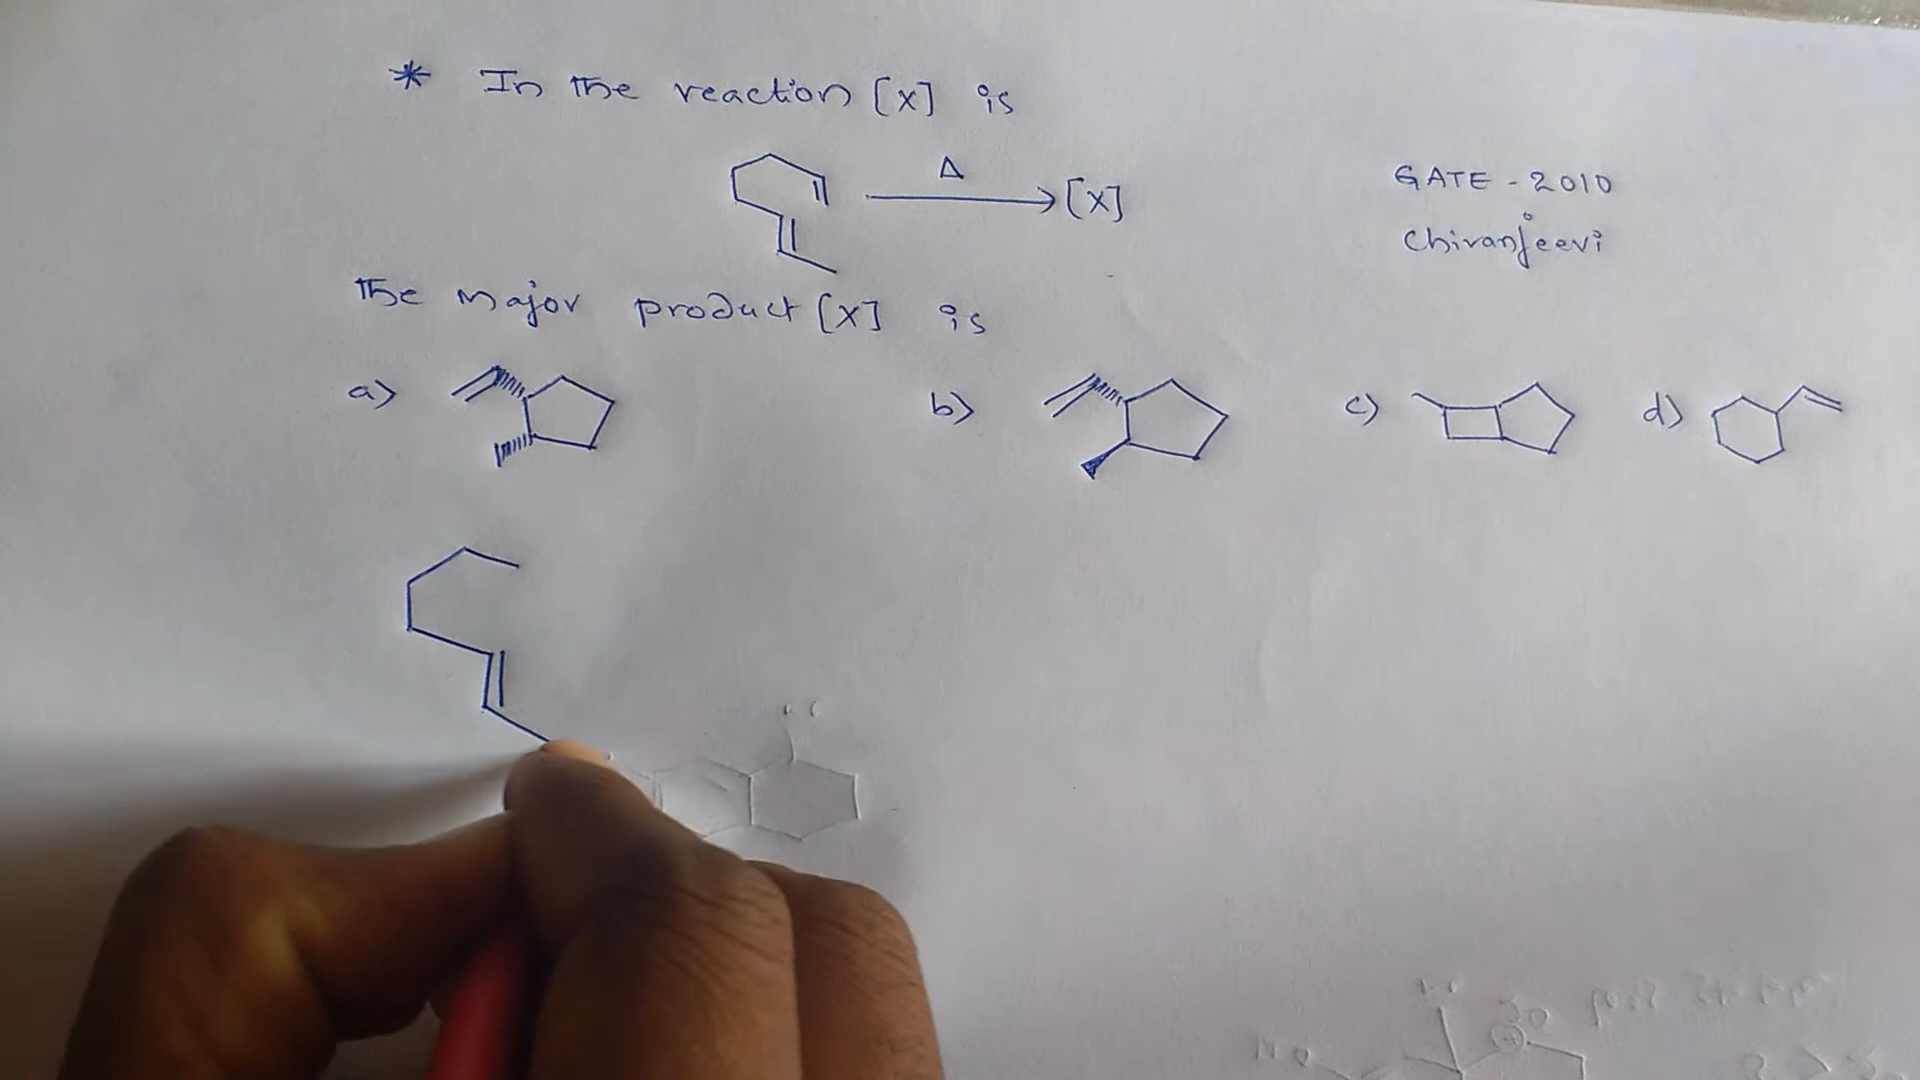 * In the reaction [x] is
Δ
[x]
GATE - 2010
Chiranjeevi
The major product [x] is
a)
b)
c)
d)